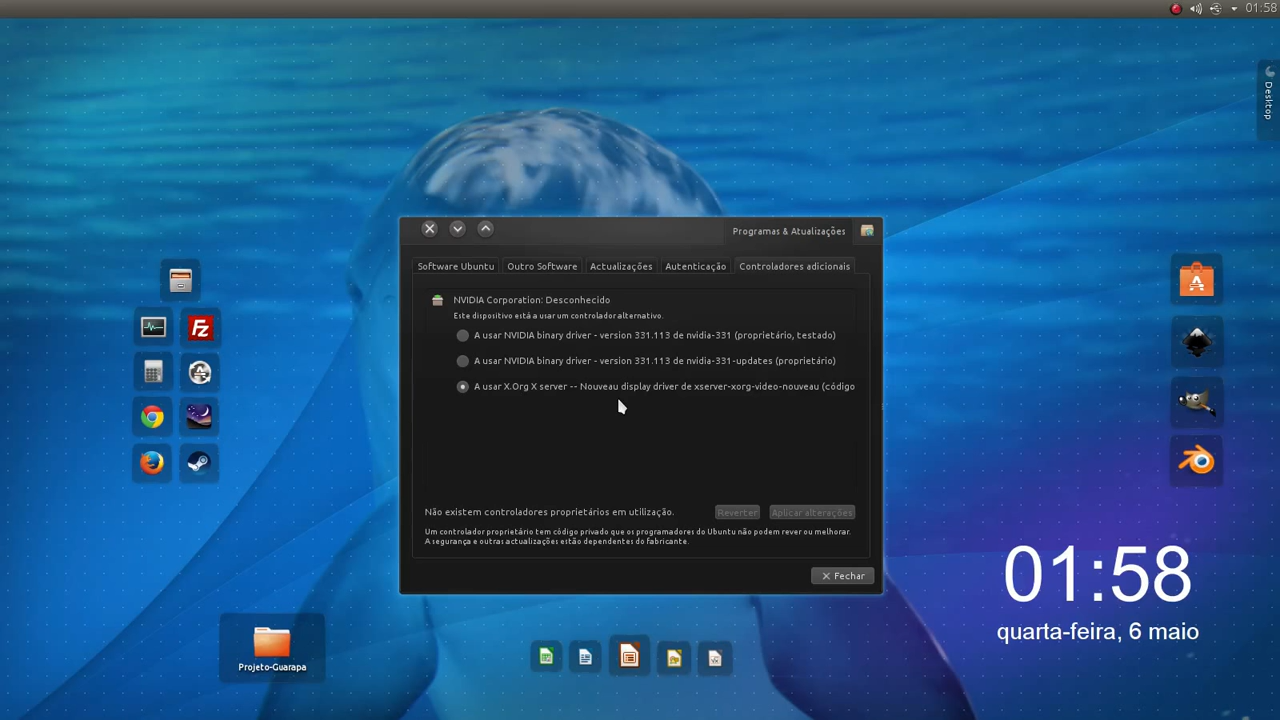 01:58
Desktop
Programas & Atualizações
Software Ubuntu
Outro Software
Actualizações
Autenticação
Controladores adicionais
NVIDIA Corporation: Desconhecido
Este dispositivo está a usar um controlador alternativo.
A usar NVIDIA binary driver - version 331.113 de nvidia-331 (proprietário, testado)
A usar NVIDIA binary driver - version 331.113 de nvidia-331-updates (proprietário)
A usar X.Org X server -- Nouveau display driver de xserver-xorg-video-nouveau (código
Não existem controladores proprietários em utilização.
Reverter
Aplicar alterações
Um controlador proprietário tem código privado que os programadores do Ubuntu não podem rever ou melhorar.
A segurança e outras actualizações estão dependentes do fabricante.
Fechar
01:58
quarta-feira, 6 maio
Projeto-Guarapa